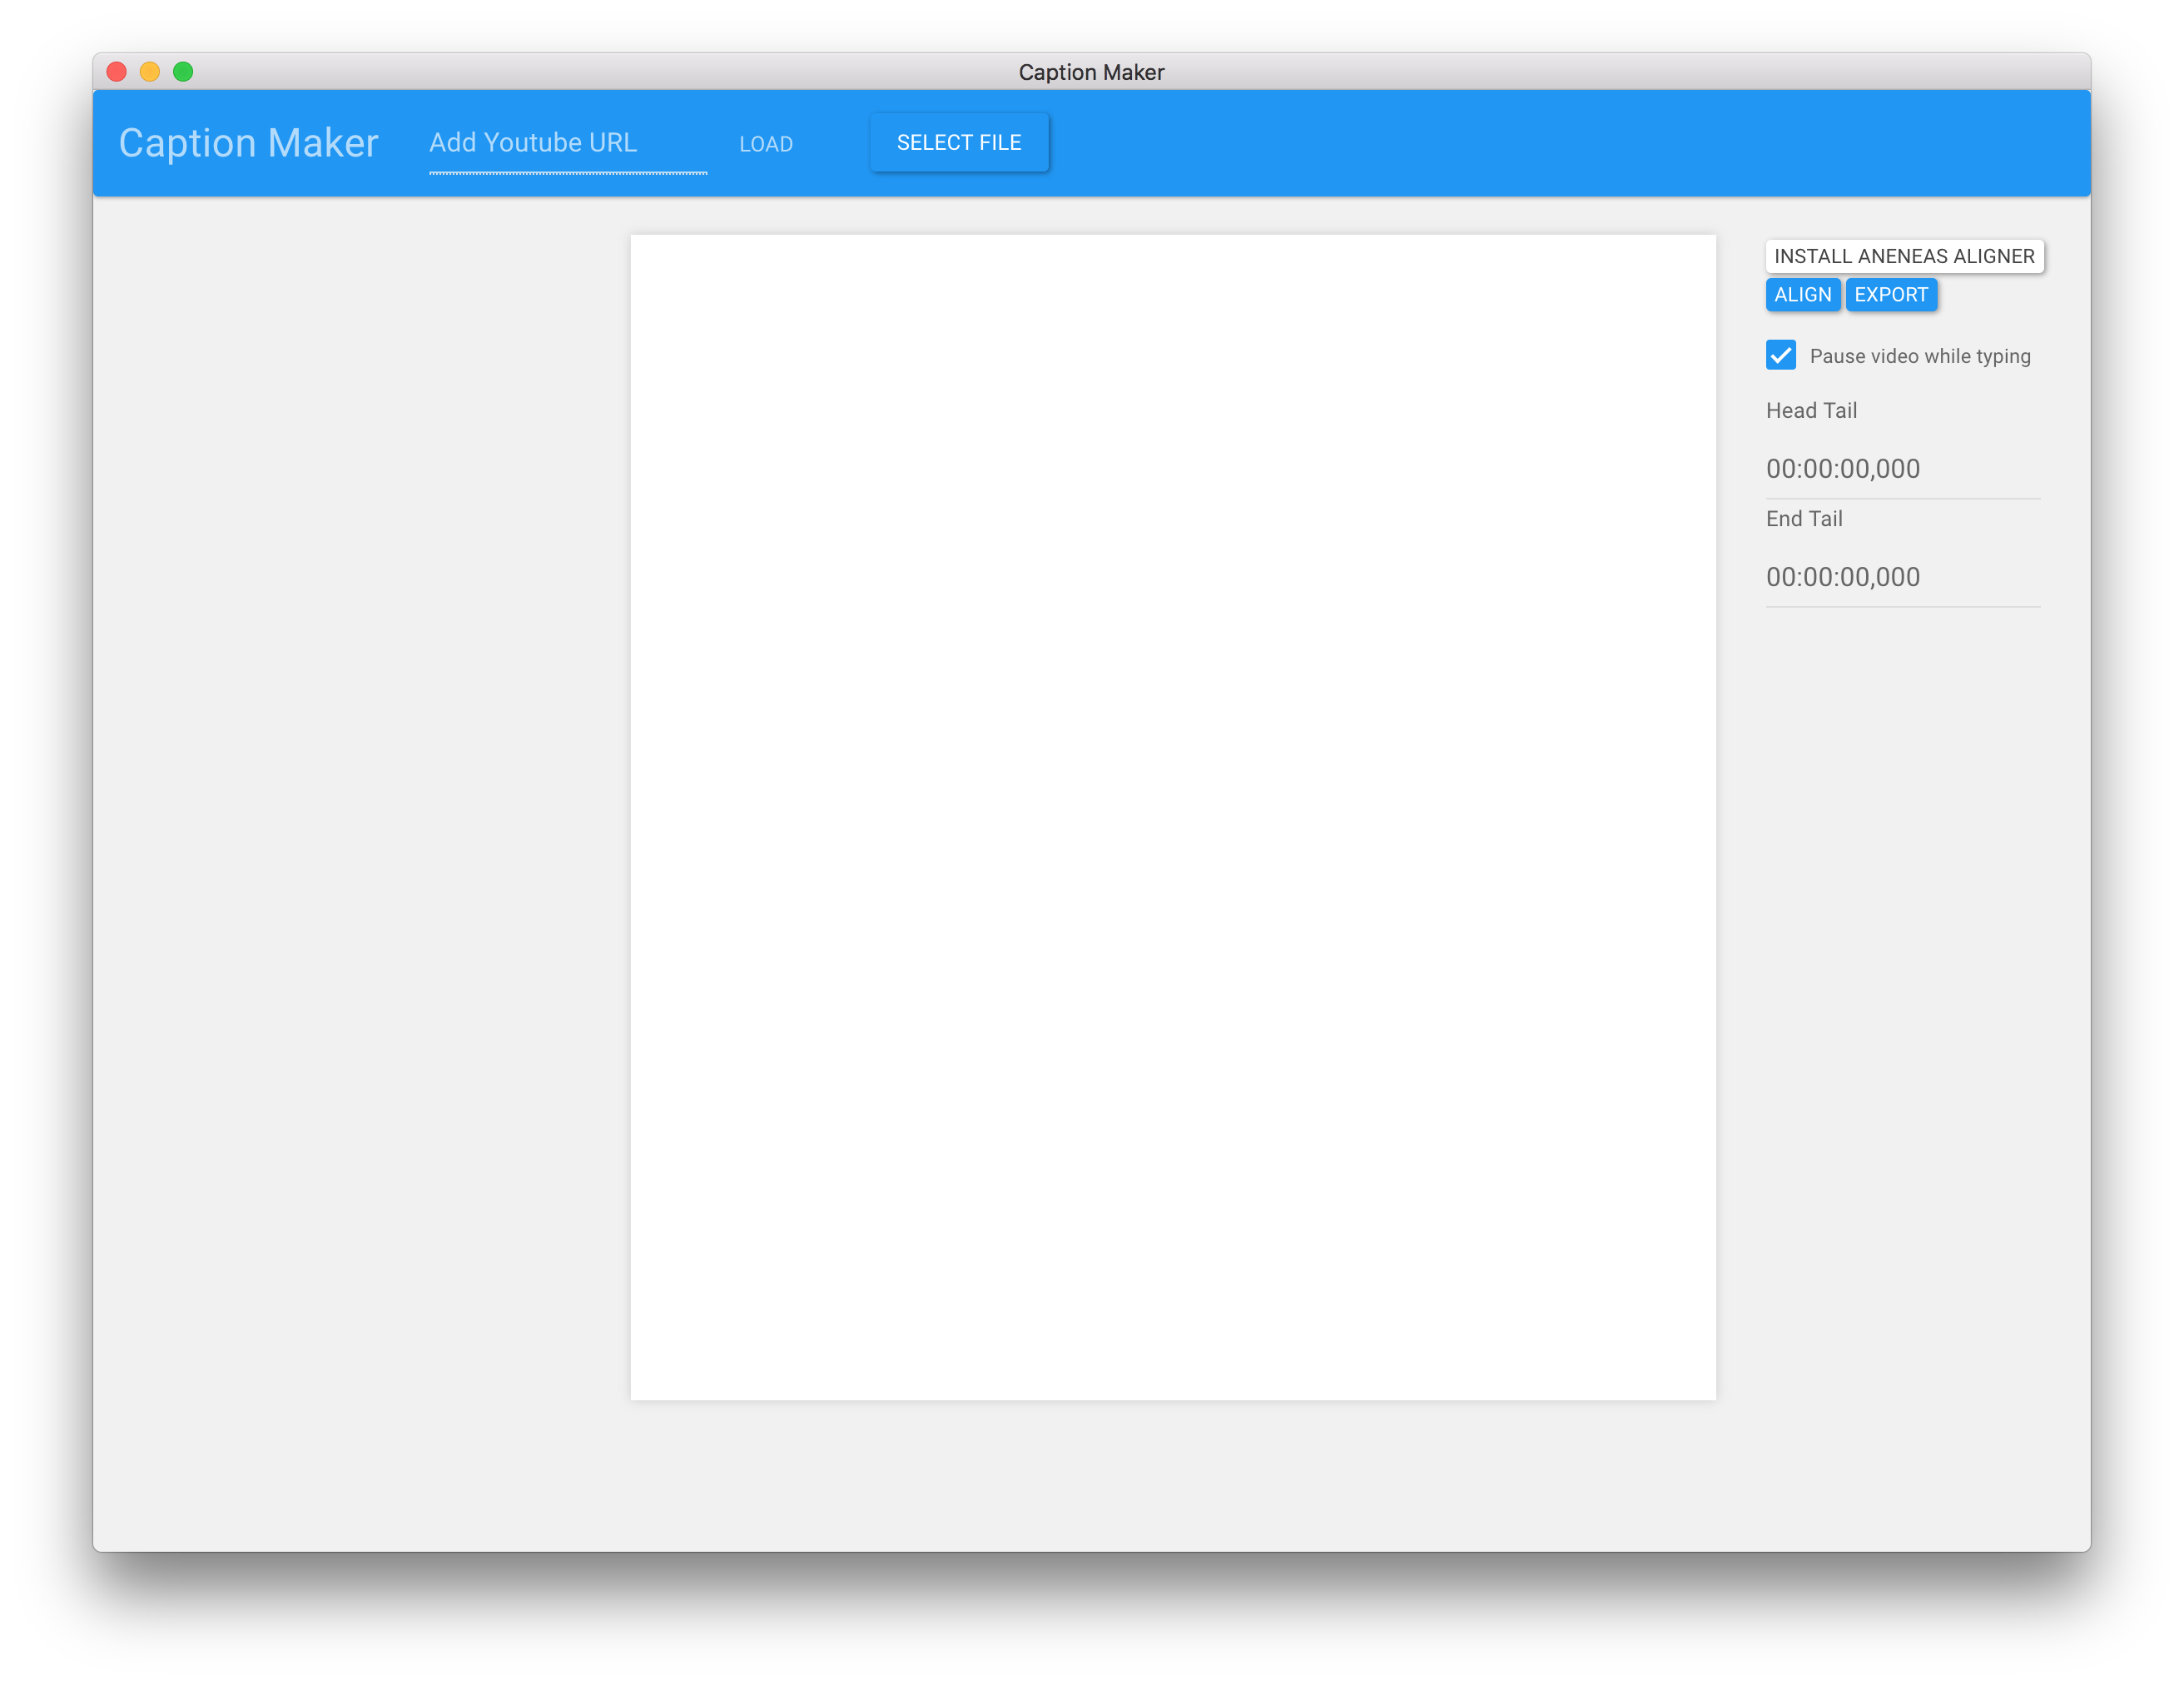 Caption Maker
Caption Maker
Add Youtube URL
LOAD
SELECT FILE
INSTALL ANENEAS ALIGNER
ALIGN EXPORT
Pause video while typing
Head Tail
00:00:00,000
End Tail
00:00:00,000